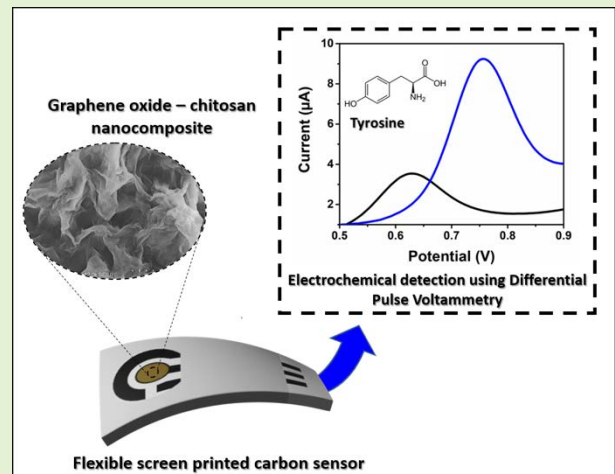 Graphene oxide – chitosan
nanocomposite
Current (µA)
10
8
6
4
2
O
OH
NH₂
HO
Tyrosine
0.5 0.6 0.7 0.8 0.9
Potential (V)
Electrochemical detection using Differential
Pulse Voltammetry
Flexible screen printed carbon sensor